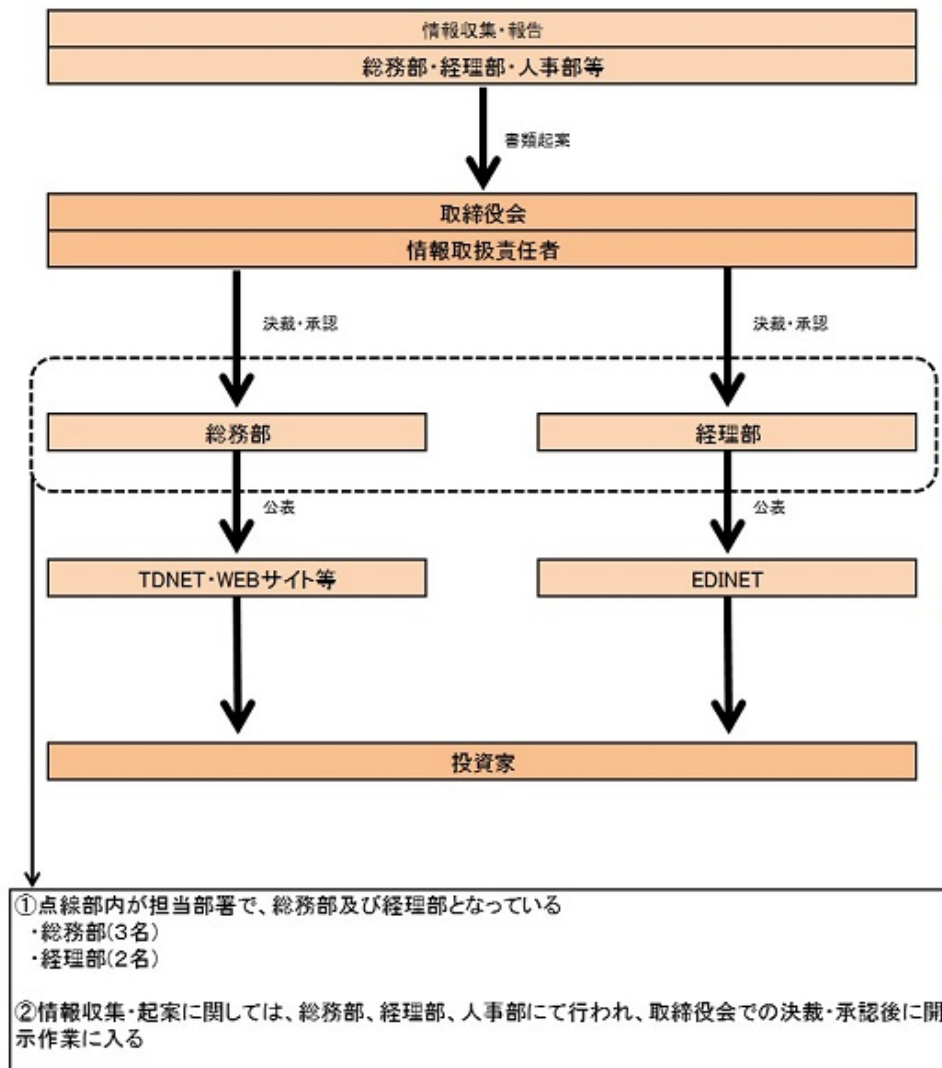 情報収集・報告
総務部・経理部・人事部等
書類起案
取締役会
情報取扱責任者
決裁・承認
決裁・承認
総務部
経理部
公表
公表
TDNET・WEBサイト等
EDINET
投資家
①点線部内が担当部署で、総務部及び経理部となっている
・総務部(3名)
・経理部(2名)
②情報収集・起案に関しては、総務部、経理部、人事部にて行われ、取締役会での決裁・承認後に開
示作業に入る